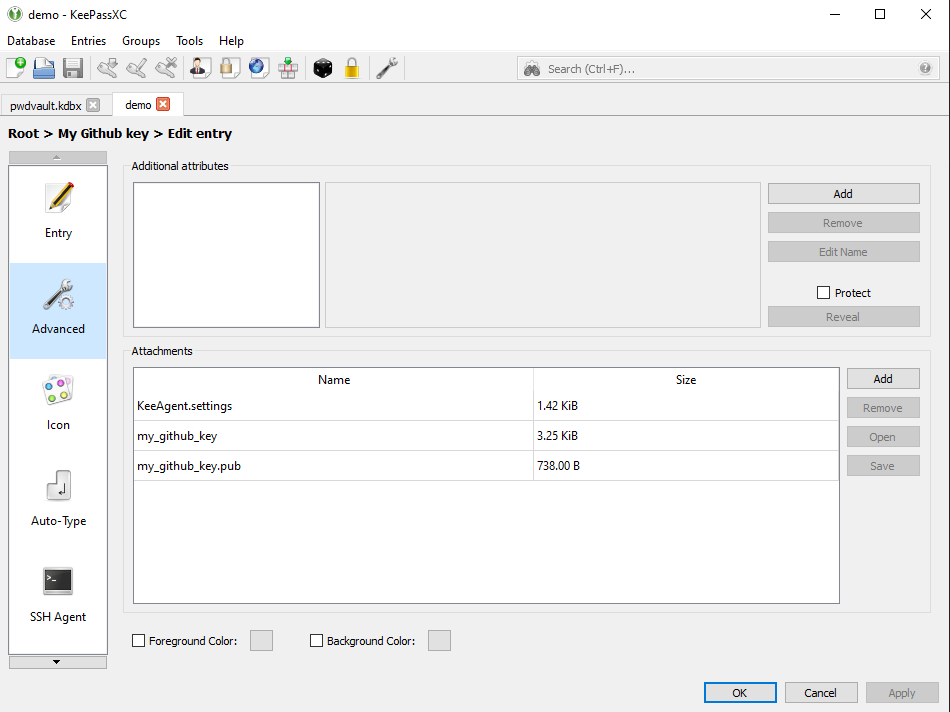 demo - KeePassXC
Database Entries Groups Tools Help
Search (Ctrl+F)...
pwdvault.kdbx demo
Root > My Github key > Edit entry
Entry
Advanced
Icon
Auto-Type
SSH Agent
Additional attributes
Add
Remove
Edit Name
Protect
Reveal
Attachments
Name Size
KeeAgent.settings 1.42 KiB
my_github_key 3.25 KiB
my_github_key.pub 738.00 B
Add
Remove
Open
Save
Foreground Color: Background Color:
OK Cancel Apply